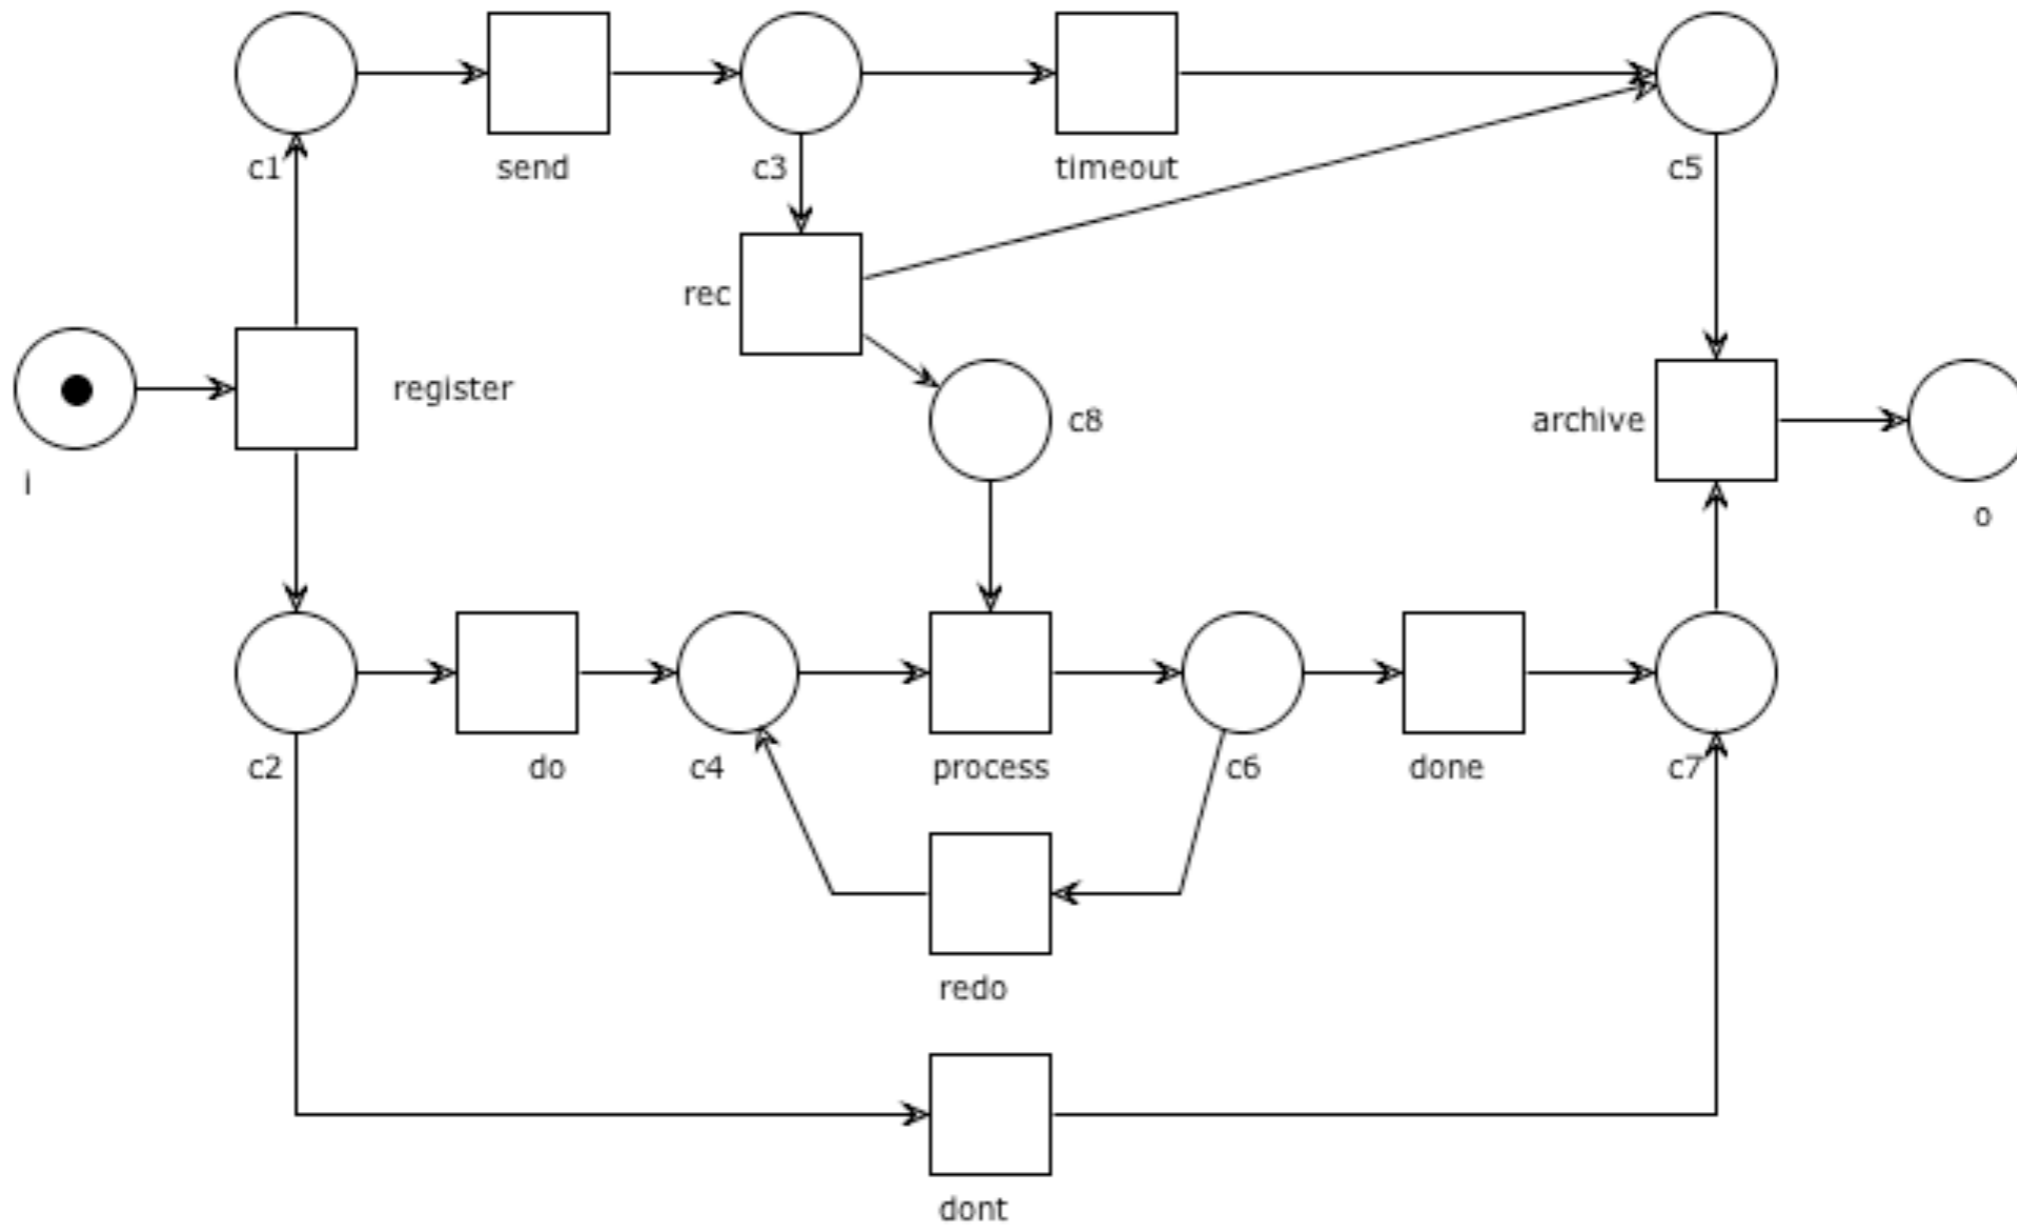 c1
send
c3
timeout
c5
rec
register
i
c8
archive
o
c2
do
c4
process
c6
done
c7
redo
dont